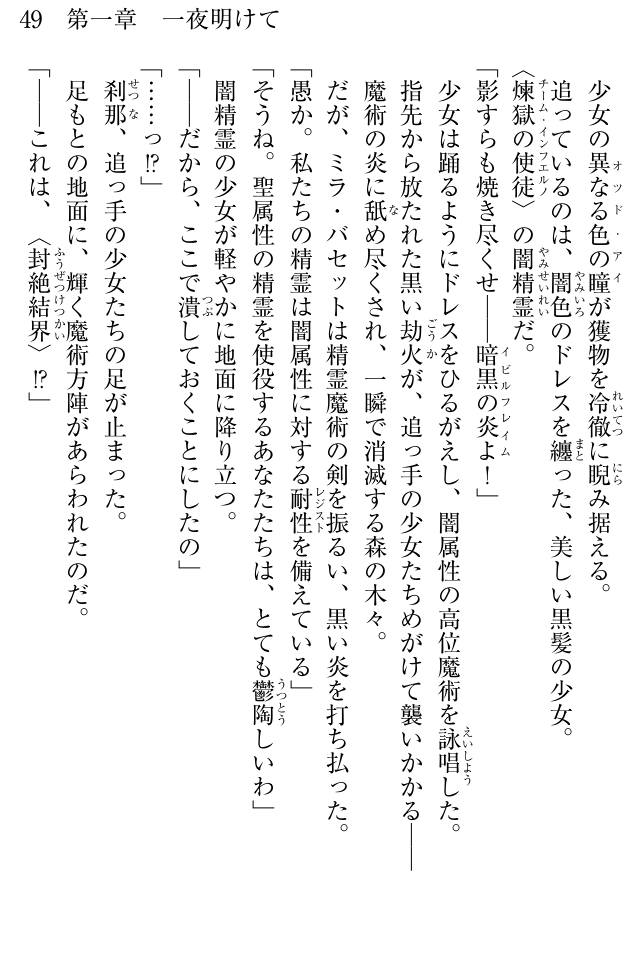 49　第一章　一夜明けて
少女の異なる色の瞳が獲物を冷徹に睨み据える。
追っているのは、闇色のドレスを纏った、美しい黒髪の少女。
〈煉獄の使徒〉の闇精霊だ。
「影すらも焼き尽くせ――暗黒の炎よ！」
少女は踊るようにドレスをひるがえし、闇属性の高位魔術を詠唱した。
指先から放たれた黒い劫火が、追っ手の少女たちめがけて襲いかかる――
魔術の炎に舐め尽くされ、一瞬で消滅する森の木々。
だが、ミラ・バセットは精霊魔術の剣を振るい、黒い炎を打ち払った。
「愚か。私たちの精霊は闇属性に対する耐性を備えている」
「そうね。聖属性の精霊を使役するあなたたちは、とても鬱陶しいわ」
闇精霊の少女が軽やかに地面に降り立つ。
「――だから、ここで潰しておくことにしたの」
「……っ!?」
刹那、追っ手の少女たちの足が止まった。
足もとの地面に、輝く魔術方陣があらわれたのだ。
「――これは、〈封絶結界〉!?」